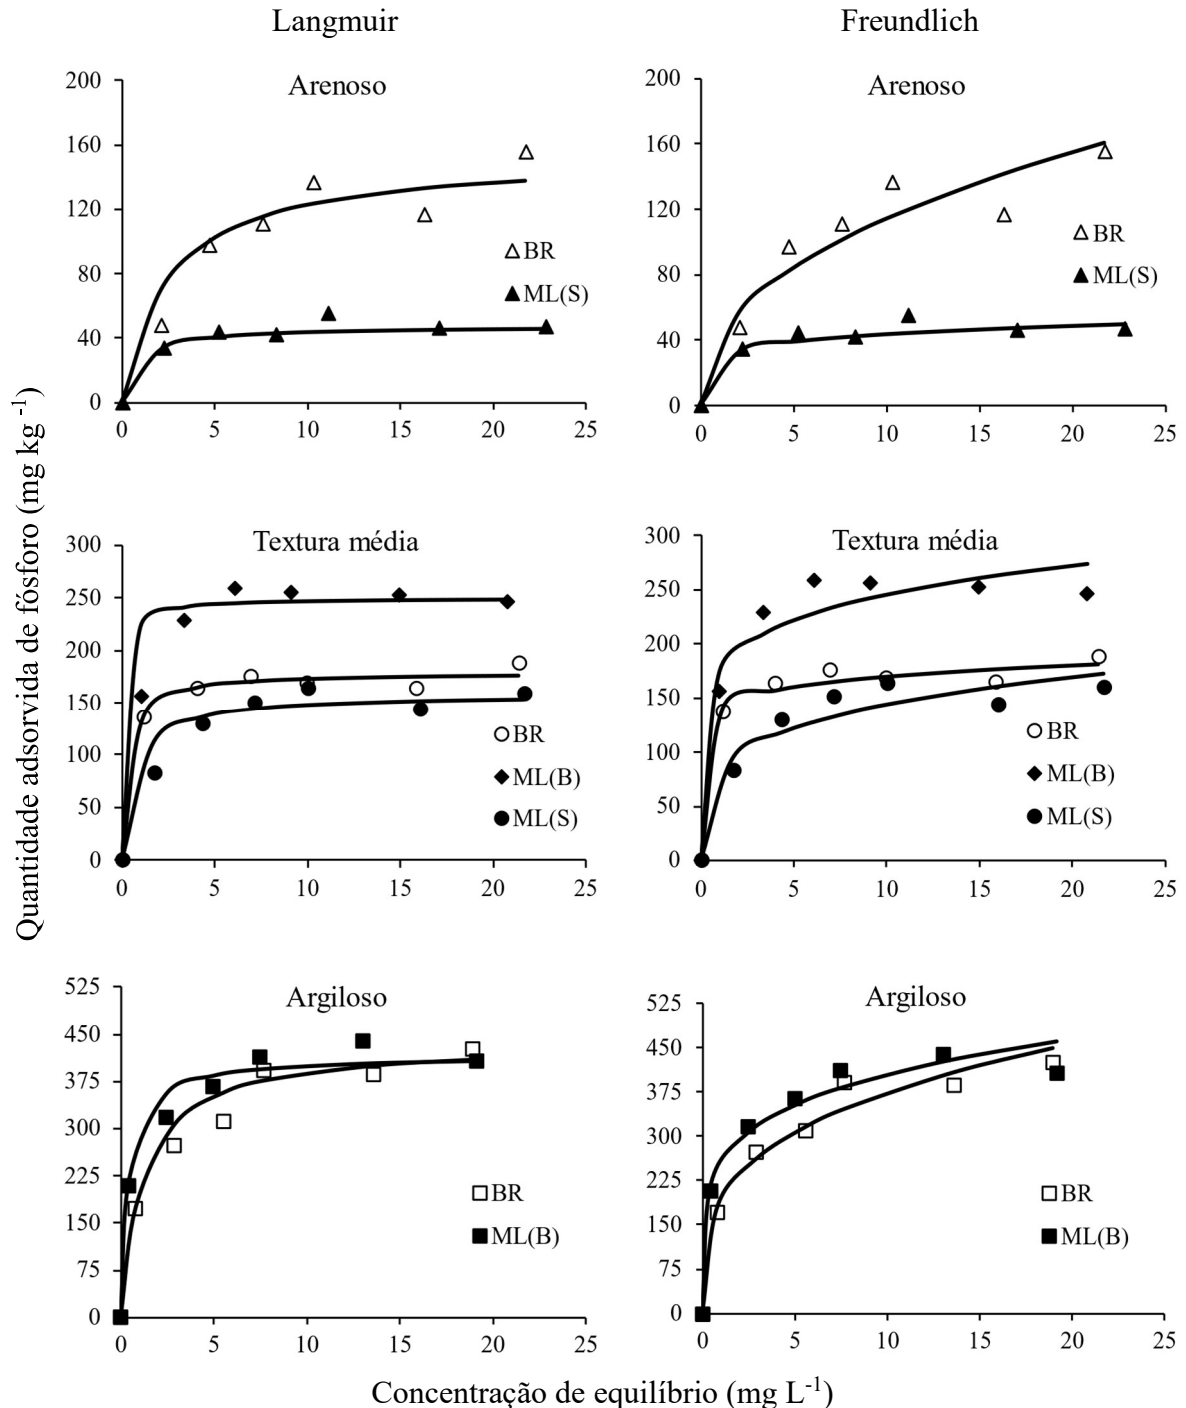 Langmuir
Freundlich
Quantidade adsorvida de fósforo (mg kg -1)
Arenoso
200
160
120
80
40
0
0 5 10 15 20 25
BR
ML(S)
Arenoso
200
160
120
80
40
0
0 5 10 15 20 25
BR
ML(S)
Textura média
300
250
200
150
100
50
0
0 5 10 15 20 25
BR
ML(B)
ML(S)
Textura média
300
250
200
150
100
50
0
0 5 10 15 20 25
BR
ML(B)
ML(S)
Argiloso
525
450
375
300
225
150
75
0
0 5 10 15 20 25
BR
ML(B)
Argiloso
525
450
375
300
225
150
75
0
0 5 10 15 20 25
BR
ML(B)
Concentração de equilíbrio (mg L-1)